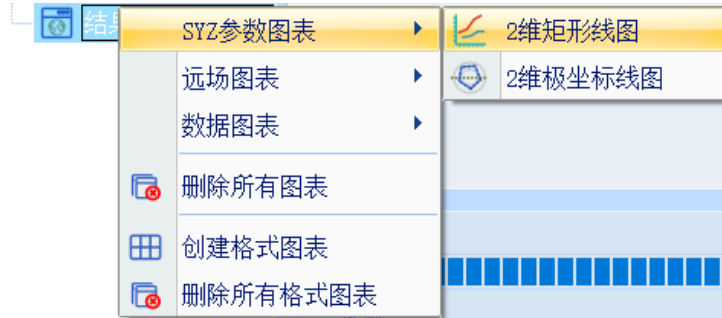 结果
SYZ参数图表
2维矩形线图
远场图表
2维极坐标线图
数据图表
删除所有图表
创建格式图表
删除所有格式图表